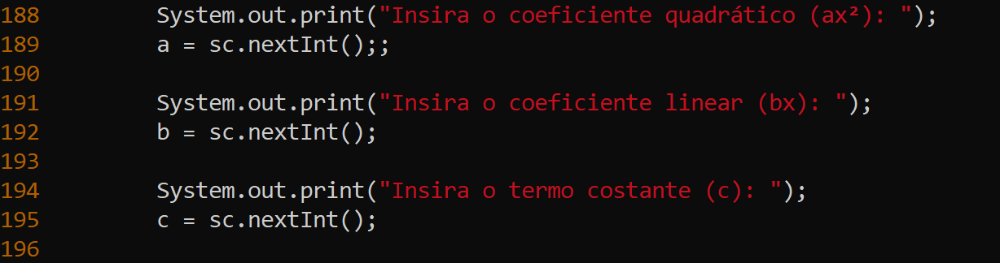 188         System.out.print("Insira o coeficiente quadrático (ax²): ");
189         a = sc.nextInt();;
190
191         System.out.print("Insira o coeficiente linear (bx): ");
192         b = sc.nextInt();
193
194         System.out.print("Insira o termo costante (c): ");
195         c = sc.nextInt();
196